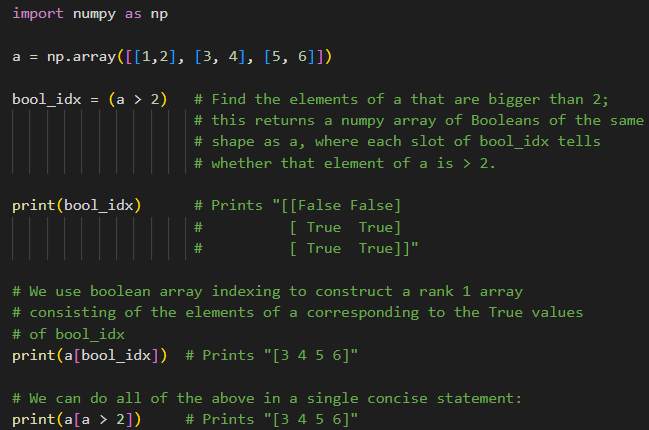 import numpy as np
a = np.array([[1,2], [3, 4], [5, 6]])
bool_idx = (a > 2)   # Find the elements of a that are bigger than 2;
                     # this returns a numpy array of Booleans of the same
                     # shape as a, where each slot of bool_idx tells
                     # whether that element of a is > 2.
print(bool_idx)      # Prints "[[False False]
                     #          [ True  True]
                     #          [ True  True]]"
# We use boolean array indexing to construct a rank 1 array
# consisting of the elements of a corresponding to the True values
# of bool_idx
print(a[bool_idx])  # Prints "[3 4 5 6]"
# We can do all of the above in a single concise statement:
print(a[a > 2])     # Prints "[3 4 5 6]"